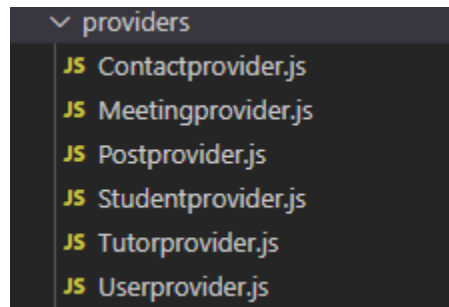 providers
JS Contactprovider.js
JS Meetingprovider.js
JS Postprovider.js
JS Studentprovider.js
JS Tutorprovider.js
JS Userprovider.js